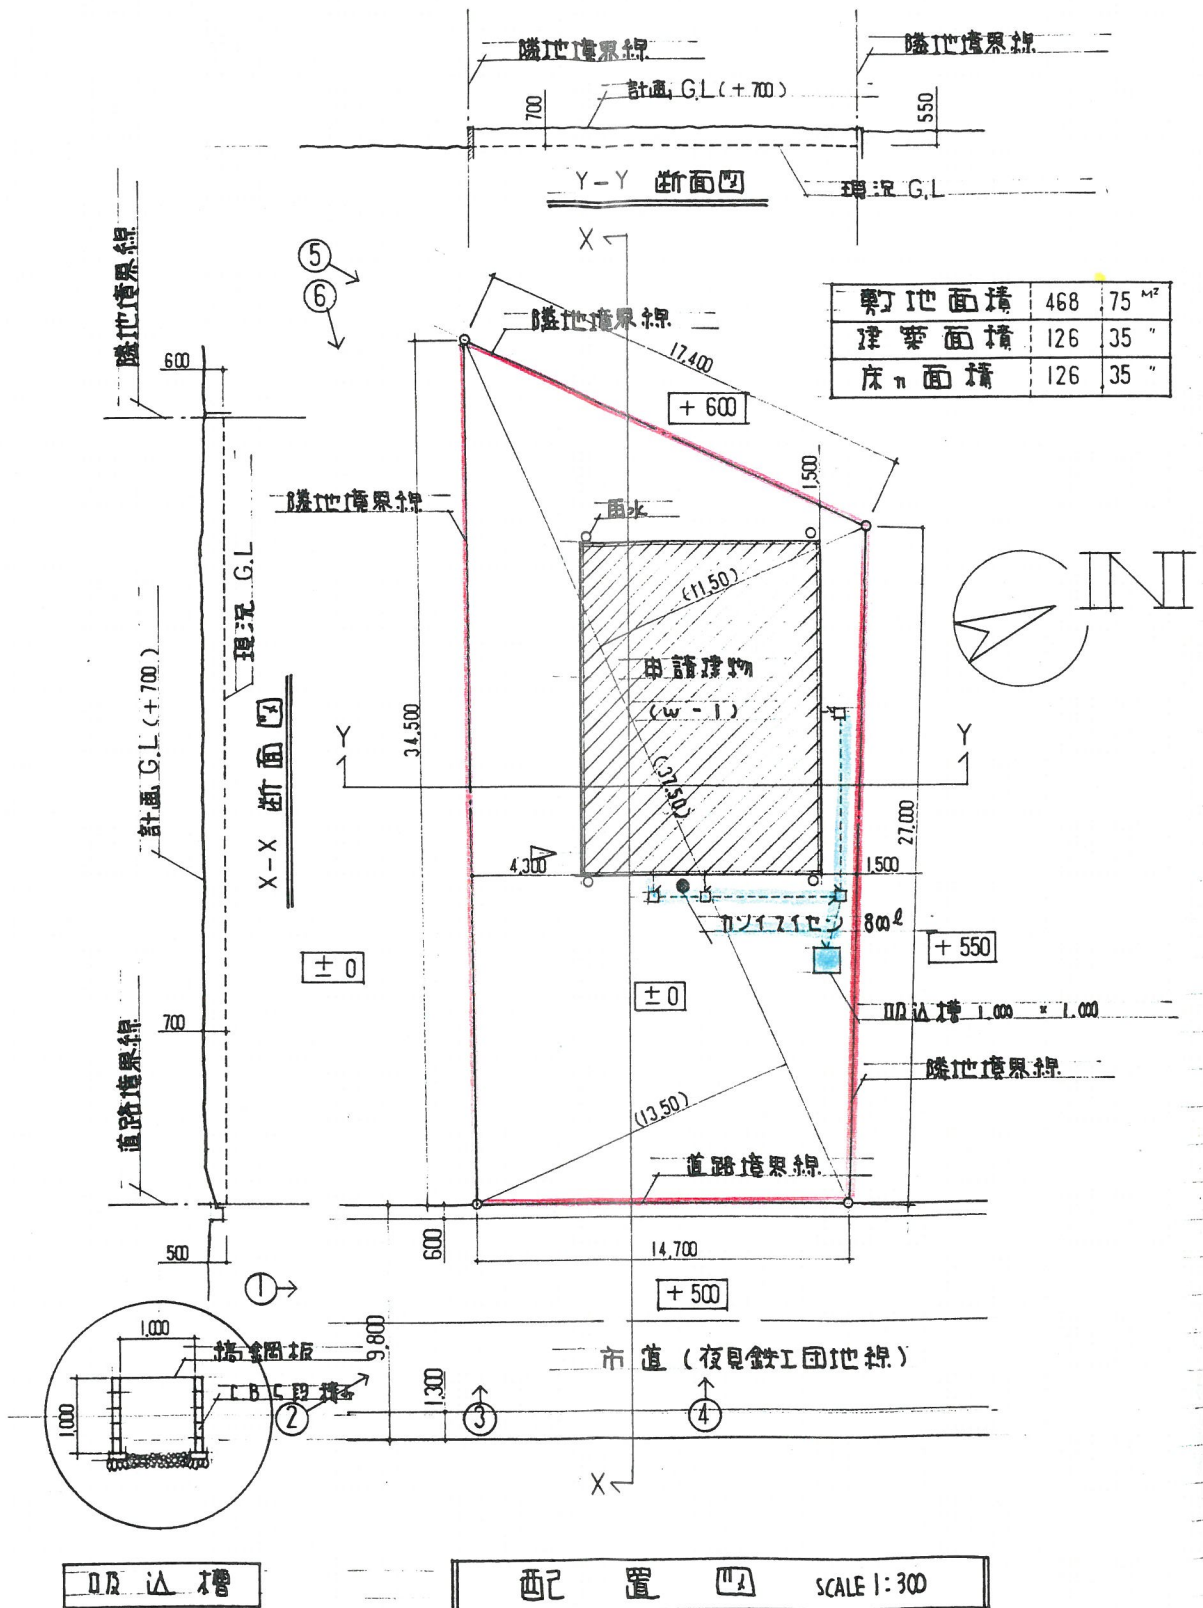 隣地境界線
隣地境界線
計画 G.L (+700)
700
550
Y-Y 断面図
現況 G.L
X
隣地境界線
⑤
⑥
隣地境界線
17,400
敷地面積 468.75 M²
建築面積 126 35 "
床面積 126 35 "
600
+600
1,500
隣地境界線
雨水
現況 G.L
(11.50)
N
申請建物
(W-1)
34,500
計画 G.L (+700)
X-X 断面図
Y
Y
(37.50)
27,000
4,300
1,500
カンイスイセン 800ℓ
+550
±0
±0
吸込槽 1.000 × 1.000
700
道路境界線
隣地境界線
(13.50)
道路境界線
600
14,700
500
①
+500
1.000
縞鋼板
9,800
市道 (夜見鉄工団地線)
1.000
②
1,300
③
④
X
吸込槽
配置図 SCALE 1:300